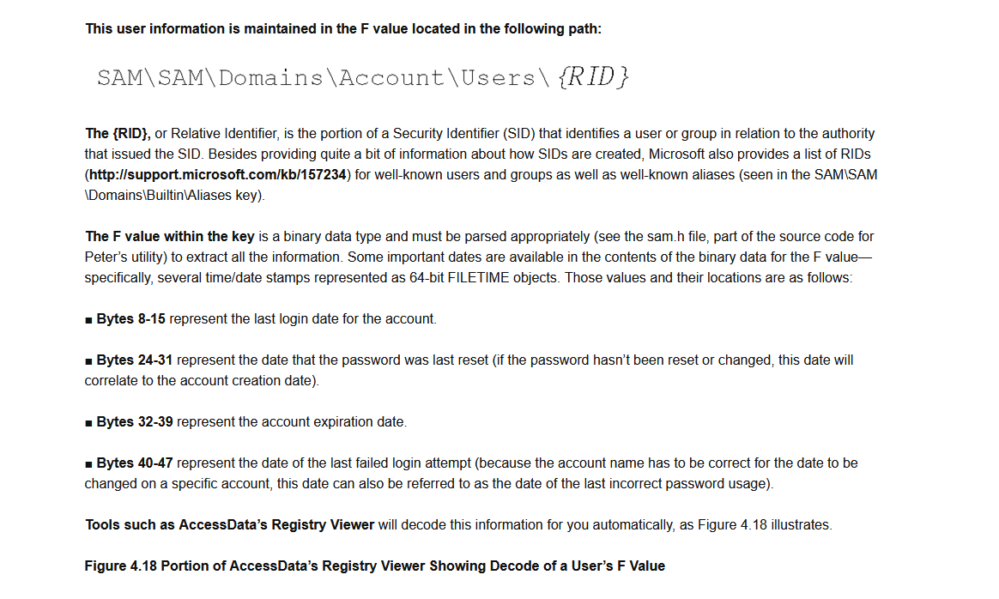 This user information is maintained in the F value located in the following path:
SAM\SAM\Domains\Account\Users\{RID}
The {RID}, or Relative Identifier, is the portion of a Security Identifier (SID) that identifies a user or group in relation to the authority
that issued the SID. Besides providing quite a bit of information about how SIDs are created, Microsoft also provides a list of RIDs
(http://support.microsoft.com/kb/157234) for well-known users and groups as well as well-known aliases (seen in the SAM\SAM
\Domains\Builtin\Aliases key).
The F value within the key is a binary data type and must be parsed appropriately (see the sam.h file, part of the source code for
Peter’s utility) to extract all the information. Some important dates are available in the contents of the binary data for the F value—
specifically, several time/date stamps represented as 64-bit FILETIME objects. Those values and their locations are as follows:
■ Bytes 8-15 represent the last login date for the account.
■ Bytes 24-31 represent the date that the password was last reset (if the password hasn’t been reset or changed, this date will
correlate to the account creation date).
■ Bytes 32-39 represent the account expiration date.
■ Bytes 40-47 represent the date of the last failed login attempt (because the account name has to be correct for the date to be
changed on a specific account, this date can also be referred to as the date of the last incorrect password usage).
Tools such as AccessData’s Registry Viewer will decode this information for you automatically, as Figure 4.18 illustrates.
Figure 4.18 Portion of AccessData’s Registry Viewer Showing Decode of a User’s F Value